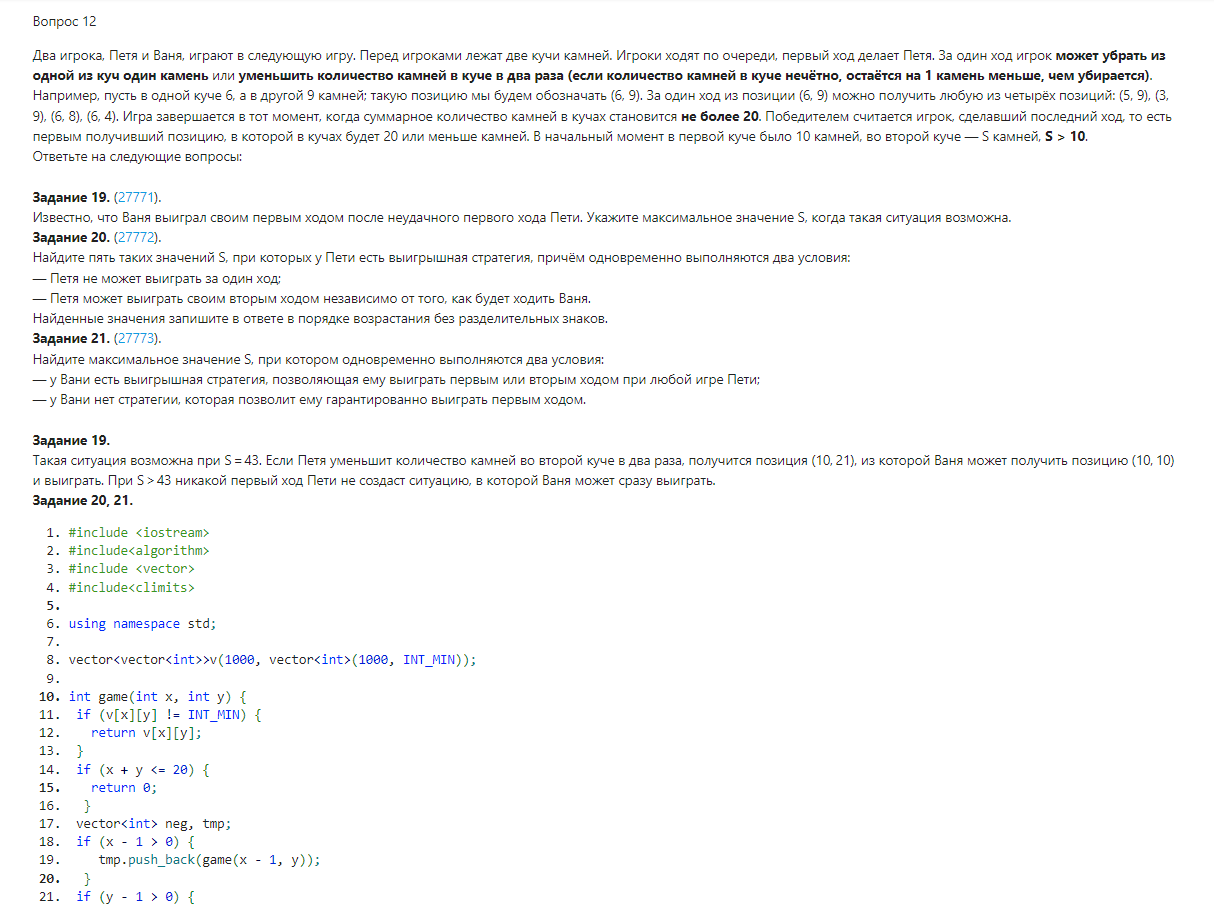 Вопрос 12
Два игрока, Петя и Ваня, играют в следующую игру. Перед игроками лежат две кучи камней. Игроки ходят по очереди, первый ход делает Петя. За один ход игрок может убрать из
одной из куч один камень или уменьшить количество камней в куче в два раза (если количество камней в куче нечётно, остаётся на 1 камень меньше, чем убирается).
Например, пусть в одной куче 6, а в другой 9 камней; такую позицию мы будем обозначать (6, 9). За один ход из позиции (6, 9) можно получить любую из четырёх позиций: (5, 9), (3,
9), (6, 8), (6, 4). Игра завершается в тот момент, когда суммарное количество камней в кучах становится не более 20. Победителем считается игрок, сделавший последний ход, то есть
первым получивший позицию, в которой в кучах будет 20 или меньше камней. В начальный момент в первой куче было 10 камней, во второй куче — S камней, S > 10.
Ответьте на следующие вопросы:
Задание 19. (27771).
Известно, что Ваня выиграл своим первым ходом после неудачного первого хода Пети. Укажите максимальное значение S, когда такая ситуация возможна.
Задание 20. (27772).
Найдите пять таких значений S, при которых у Пети есть выигрышная стратегия, причём одновременно выполняются два условия:
— Петя не может выиграть за один ход;
— Петя может выиграть своим вторым ходом независимо от того, как будет ходить Ваня.
Найденные значения запишите в ответе в порядке возрастания без разделительных знаков.
Задание 21. (27773).
Найдите максимальное значение S, при котором одновременно выполняются два условия:
— у Вани есть выигрышная стратегия, позволяющая ему выиграть первым или вторым ходом при любой игре Пети;
— у Вани нет стратегии, которая позволит ему гарантированно выиграть первым ходом.
Задание 19.
Такая ситуация возможна при S = 43. Если Петя уменьшит количество камней во второй куче в два раза, получится позиция (10, 21), из которой Ваня может получить позицию (10, 10)
и выиграть. При S > 43 никакой первый ход Пети не создаст ситуацию, в которой Ваня может сразу выиграть.
Задание 20, 21.
1. #include <iostream>
2. #include<algorithm>
3. #include <vector>
4. #include<climits>
5.
6. using namespace std;
7.
8. vector<vector<int>>v(1000, vector<int>(1000, INT_MIN));
9.
10. int game(int x, int y) {
11. if (v[x][y] != INT_MIN) {
12. return v[x][y];
13. }
14. if (x + y <= 20) {
15. return 0;
16. }
17. vector<int> neg, tmp;
18. if (x - 1 > 0) {
19. tmp.push_back(game(x - 1, y));
20. }
21. if (y - 1 > 0) {